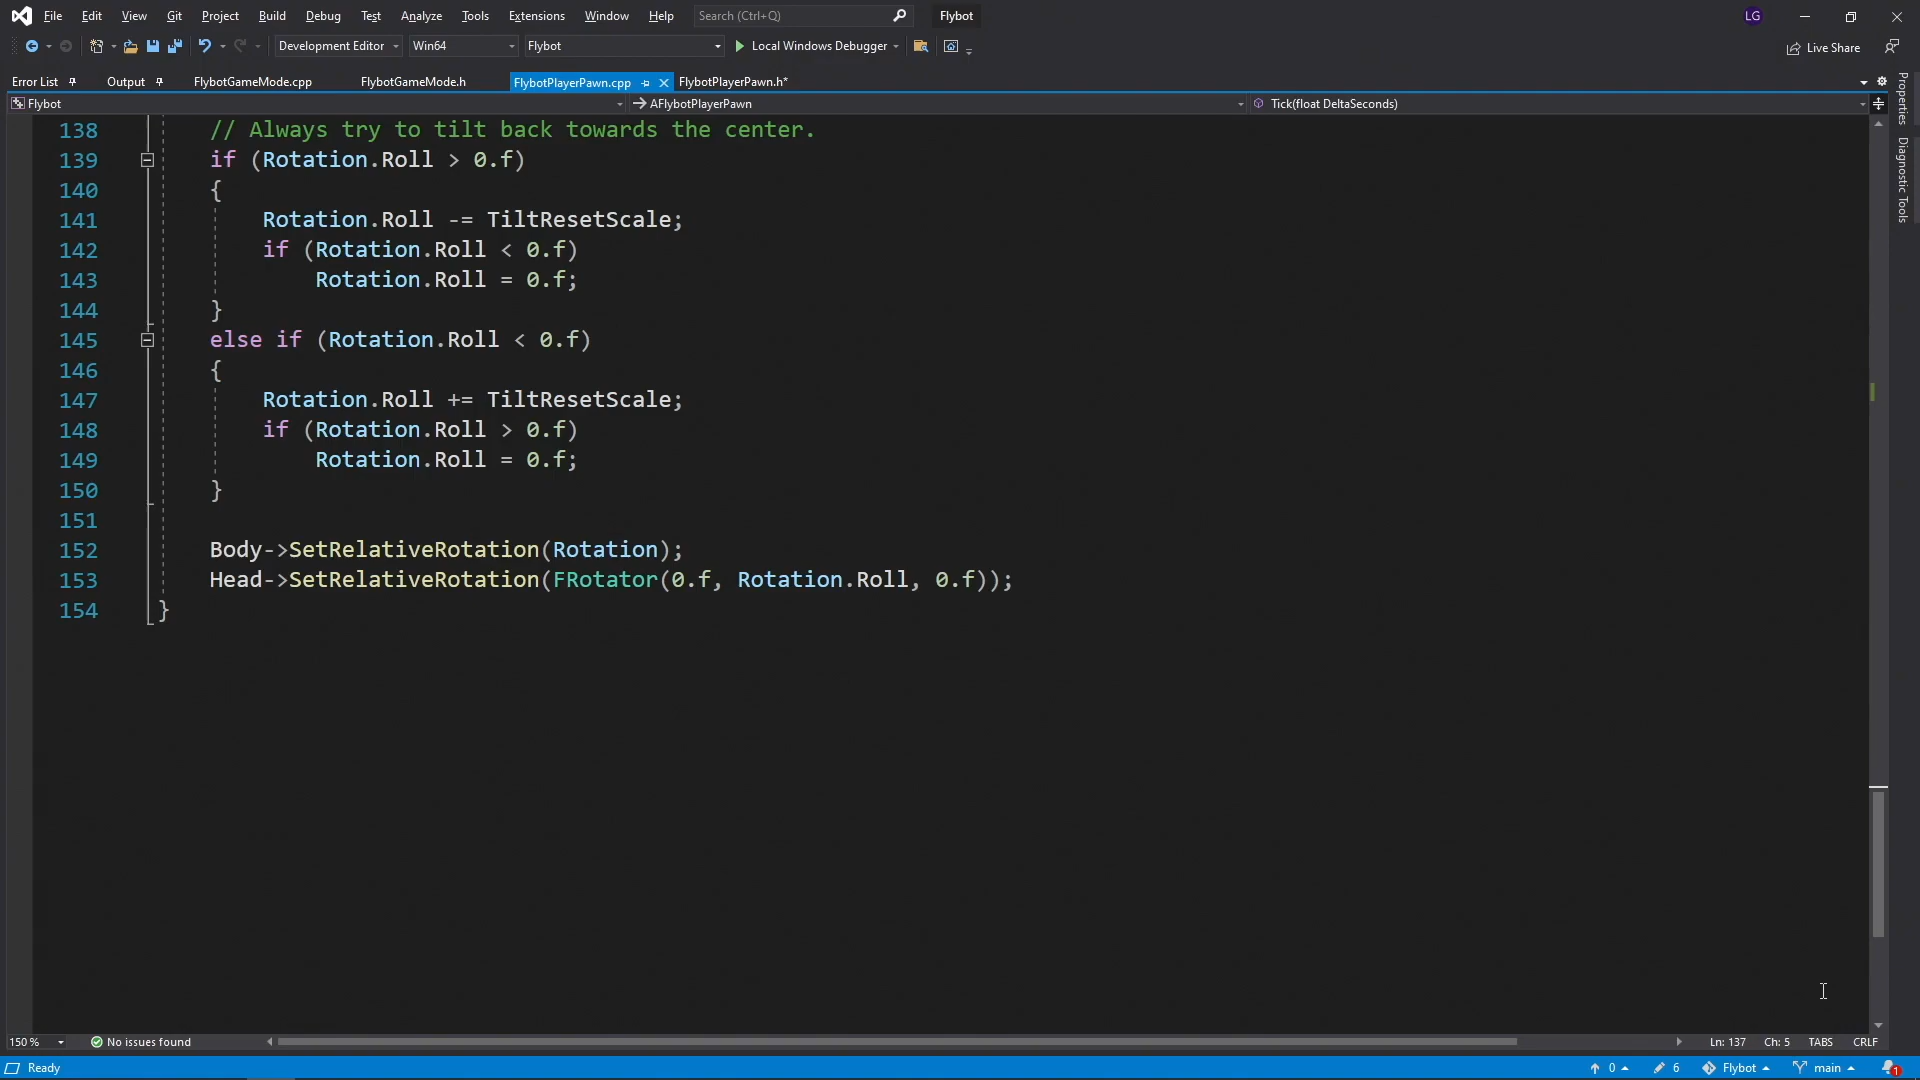 File Edit View Git Project Build Debug Test Analyze Tools Extensions Window Help Search (Ctrl+Q) Flybot LG
Development Editor Win64 Flybot Local Windows Debugger Live Share
Error List Output FlybotGameMode.cpp FlybotGameMode.h FlybotPlayerPawn.cpp FlybotPlayerPawn.h*
Flybot AFlybotPlayerPawn Tick(float DeltaSeconds)
Properties
Diagnostic Tools
138 // Always try to tilt back towards the center.
139 if (Rotation.Roll > 0.f)
140 {
141 Rotation.Roll -= TiltResetScale;
142 if (Rotation.Roll < 0.f)
143 Rotation.Roll = 0.f;
144 }
145 else if (Rotation.Roll < 0.f)
146 {
147 Rotation.Roll += TiltResetScale;
148 if (Rotation.Roll > 0.f)
149 Rotation.Roll = 0.f;
150 }
151
152 Body->SetRelativeRotation(Rotation);
153 Head->SetRelativeRotation(FRotator(0.f, Rotation.Roll, 0.f));
154 }
150 % No issues found Ln: 137 Ch: 5 TABS CRLF
Ready 0 6 Flybot main 1